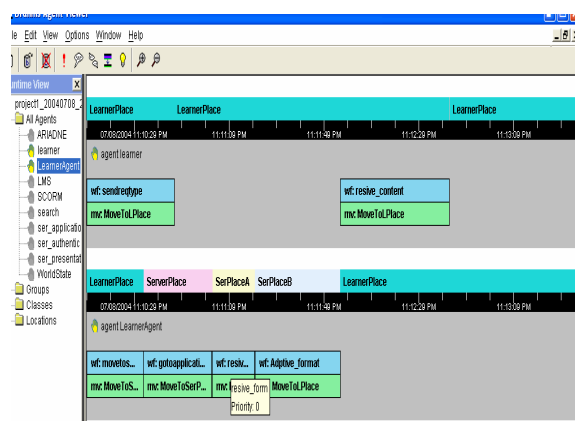 Edit View Options Window Help
Runtime View X
project1_20040708_2
All Agents
ARIADNE
learner
LearnerAgent
LMS
SCORM
search
ser_applicatio
ser_authentic
ser_presentat
WorldState
Groups
Classes
Locations
LearnerPlace LearnerPlace LearnerPlace
07/08/2004 11:10:29 PM 11:11:09 PM 11:11:49 PM 11:12:29 PM 11:13:09 PM
agent learner
wf: sendreqtype wf: resive_content
mv: MoveToLPlace mv: MoveToLPlace
LearnerPlace ServerPlace SerPlaceA SerPlaceB LearnerPlace
07/08/2004 11:10:29 PM 11:11:09 PM 11:11:49 PM 11:12:29 PM 11:13:09 PM
agent LearnerAgent
wf: movetos... wf: gotoapplicati... wf: resiv... wf: Adptive_format
mv: MoveToS... mv: MoveToSerP... mv: MoveToLPlace
resive_form
Priority: 0